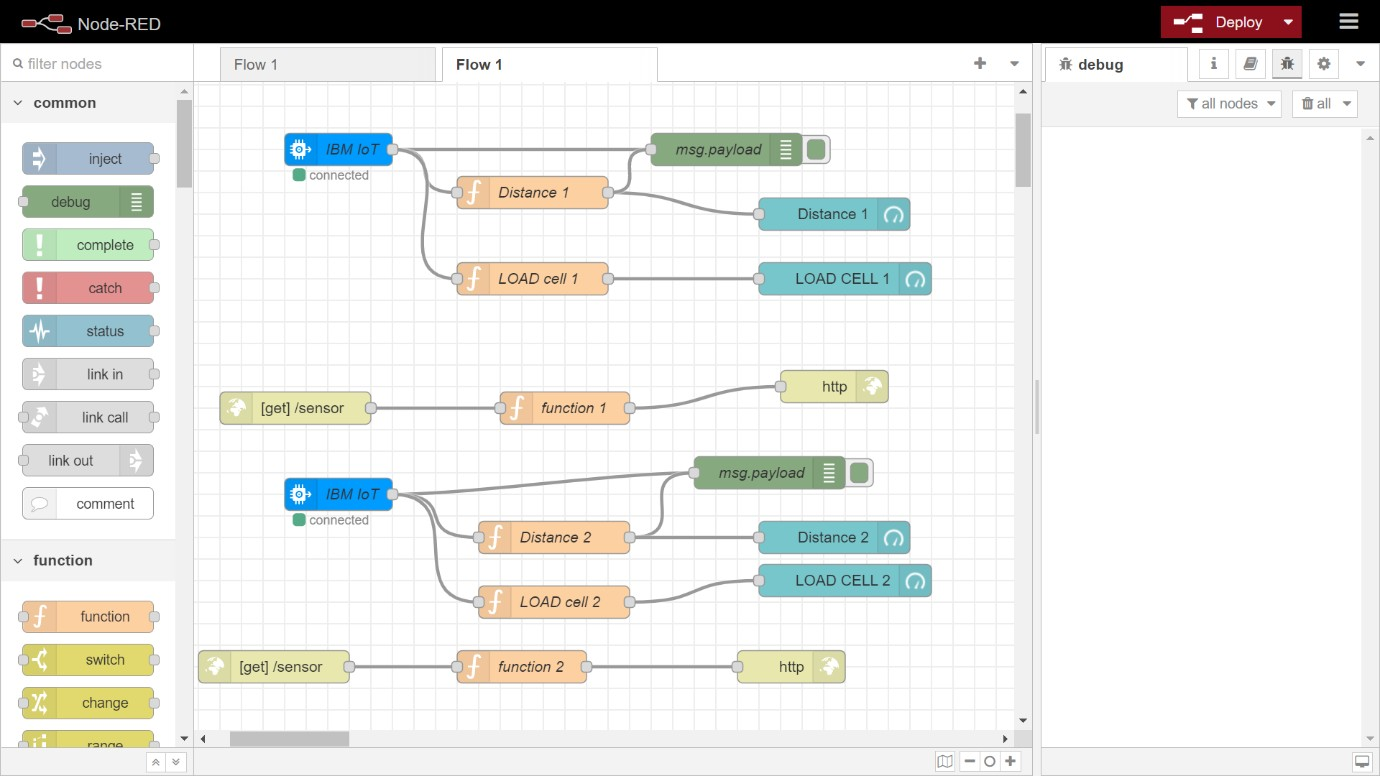 Node-RED
Deploy
filter nodes
Flow 1
Flow 1
debug
i
all nodes
all
common
inject
debug
complete
catch
status
link in
link call
link out
comment
function
function
switch
change
range
IBM IoT
connected
msg.payload
Distance 1
Distance 1
LOAD cell 1
LOAD CELL 1
http
[get] /sensor
function 1
msg.payload
IBM IoT
connected
Distance 2
Distance 2
LOAD CELL 2
LOAD cell 2
[get] /sensor
function 2
http